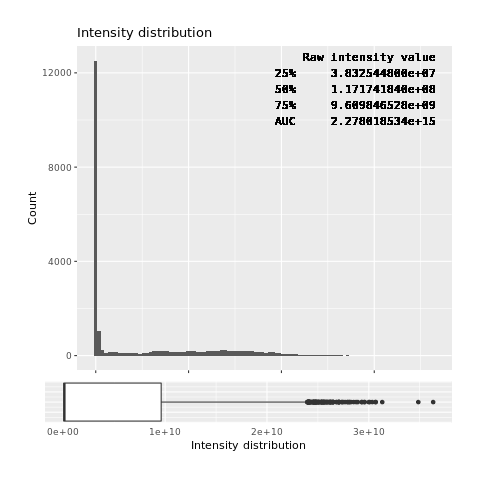 Intensity distribution
Raw intensity value
25% 3.832544800e+07
50% 1.171741840e+08
75% 9.609846528e+09
AUC 2.278018534e+15
12000
8000
4000
0
Count
0e+00 1e+10 2e+10 3e+10
Intensity distribution